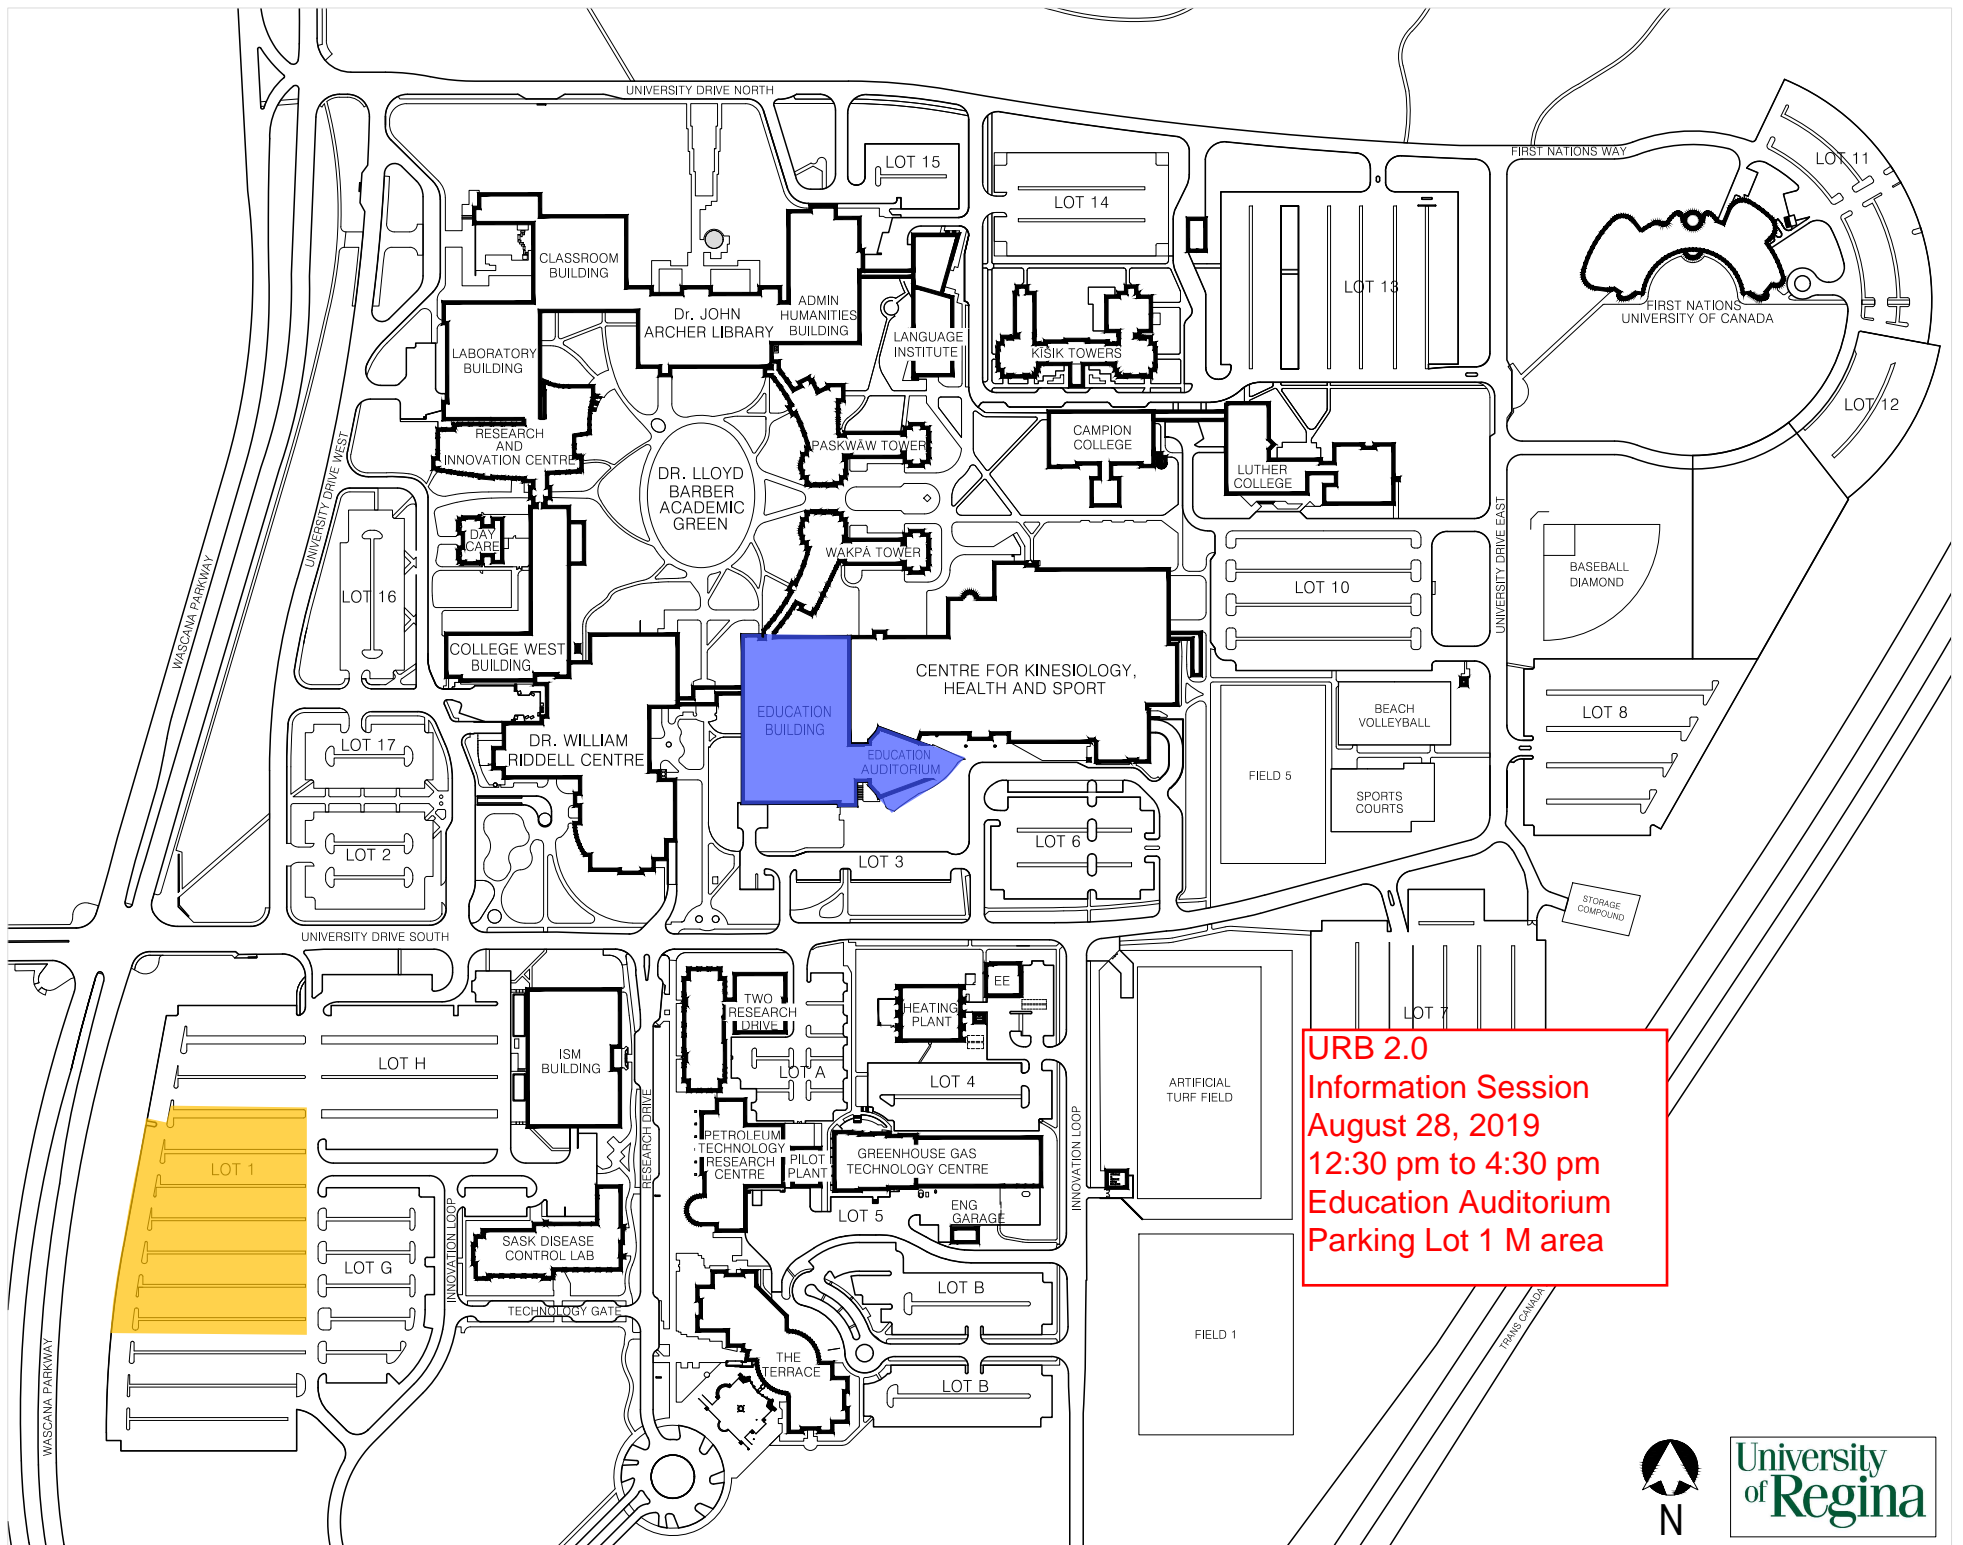 UNIVERSITY DRIVE NORTH
FIRST NATIONS WAY
LOT 11
LOT 15
LOT 14
CLASSROOM
BUILDING
LOT 13
ADMIN
HUMANITIES
BUILDING
Dr. JOHN
ARCHER LIBRARY
FIRST NATIONS
UNIVERSITY OF CANADA
LANGUAGE
INSTITUTE
KĪSIK TOWERS
LABORATORY
BUILDING
LOT 12
RESEARCH
AND
INNOVATION CENTRE
PASKWĀW TOWER
CAMPION
COLLEGE
LUTHER
COLLEGE
DR. LLOYD
BARBER
ACADEMIC
GREEN
UNIVERSITY DRIVE WEST
UNIVERSITY DRIVE EAST
DAY
CARE
WAKPĀ TOWER
BASEBALL
DIAMOND
LOT 10
LOT 16
WASCANA PARKWAY
COLLEGE WEST
BUILDING
CENTRE FOR KINESIOLOGY,
HEALTH AND SPORT
EDUCATION
BUILDING
BEACH
VOLLEYBALL
LOT 8
LOT 17
DR. WILLIAM
RIDDELL CENTRE
EDUCATION
AUDITORIUM
FIELD 5
SPORTS
COURTS
LOT 2
LOT 3
LOT 6
STORAGE
COMPOUND
UNIVERSITY DRIVE SOUTH
EE
TWO
RESEARCH
DRIVE
HEATING
PLANT
LOT 7
LOT H
ISM
BUILDING
LOT A
LOT 4
ARTIFICIAL
TURF FIELD
URB 2.0
Information Session
August 28, 2019
12:30 pm to 4:30 pm
Education Auditorium
Parking Lot 1 M area
RESEARCH DRIVE
INNOVATION LOOP
PETROLEUM
TECHNOLOGY
RESEARCH
CENTRE
PILOT
PLANT
GREENHOUSE GAS
TECHNOLOGY CENTRE
LOT 1
LOT 5
ENG
GARAGE
INNOVATION LOOP
SASK DISEASE
CONTROL LAB
LOT G
LOT B
TECHNOLOGY GATE
FIELD 1
TRANS CANADA
THE
TERRACE
LOT B
WASCANA PARKWAY
N
University
of Regina